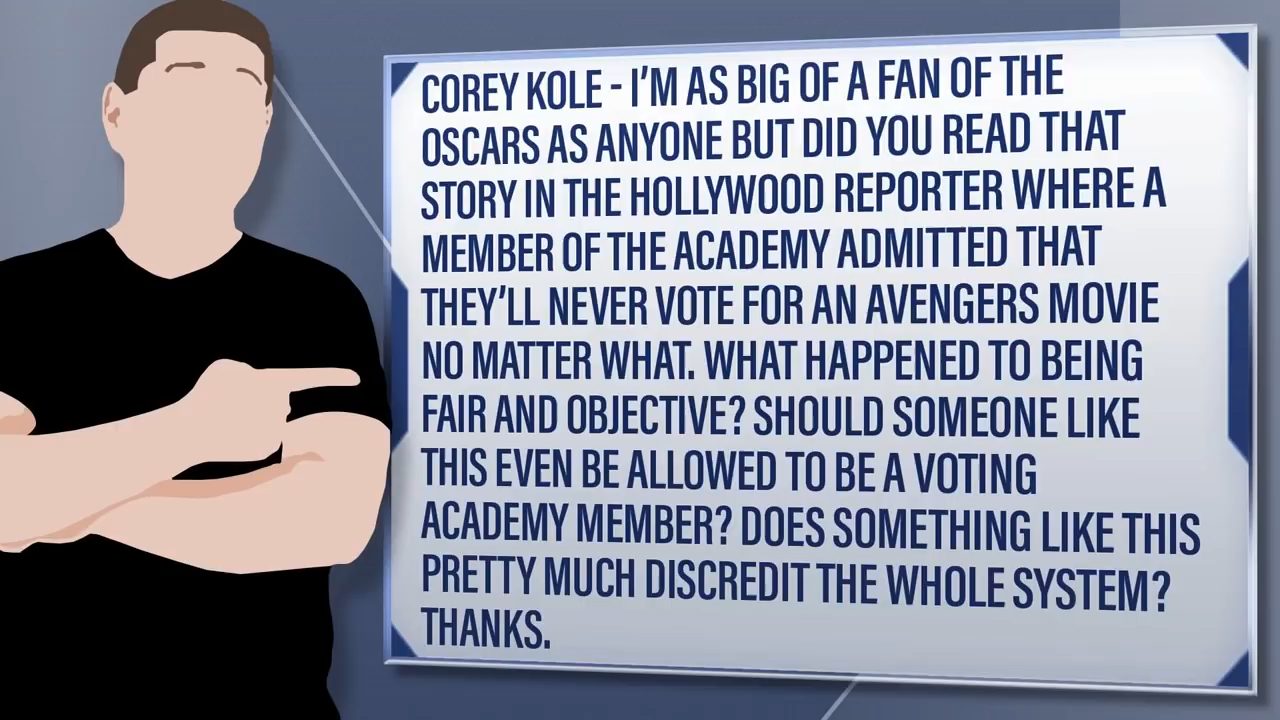 COREY KOLE - I'M AS BIG OF A FAN OF THE
OSCARS AS ANYONE BUT DID YOU READ THAT
STORY IN THE HOLLYWOOD REPORTER WHERE A
MEMBER OF THE ACADEMY ADMITTED THAT
THEY'LL NEVER VOTE FOR AN AVENGERS MOVIE
NO MATTER WHAT. WHAT HAPPENED TO BEING
FAIR AND OBJECTIVE? SHOULD SOMEONE LIKE
THIS EVEN BE ALLOWED TO BE A VOTING
ACADEMY MEMBER? DOES SOMETHING LIKE THIS
PRETTY MUCH DISCREDIT THE WHOLE SYSTEM?
THANKS.